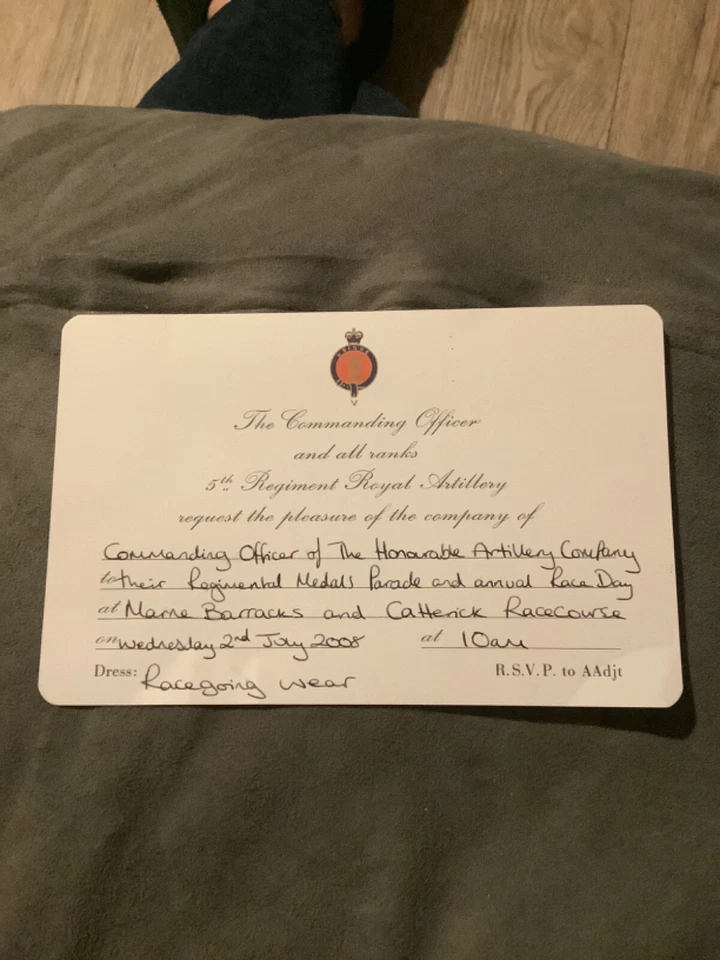 The Commanding Officer
and all ranks
5th Regiment Royal Artillery
request the pleasure of the company of
Commanding Officer of The Honourable Artillery Company
to their Regimental Medals Parade and annual Race Day
at Marne Barracks and Catterick Racecourse
on Wednesday 2nd July 2008 at 10am
Dress: Racegoing wear R.S.V.P. to AAdjt